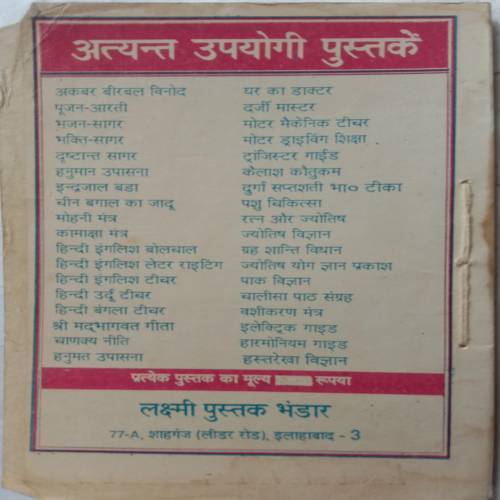 अत्यन्त उपयोगी पुस्तकें
अकबर बीरबल विनोद
पूजन-आरती
भजन-सागर
भक्ति-सागर
दृष्टान्त सागर
हनुमान उपासना
इन्द्रजाल बड़ा
चीन बंगाल का जादू
मोहनी मंत्र
कामाक्षा मंत्र
हिन्दी इंगलिश बोलचाल
हिन्दी इंगलिश लेटर राइटिंग
हिन्दी इंगलिश टीचर
हिन्दी उर्दू टीचर
हिन्दी बंगला टीचर
श्री मद्भागवत गीता
चाणक्य नीति
हनुमत उपासना
घर का डाक्टर
दर्जी मास्टर
मोटर मैकेनिक टीचर
मोटर ड्राइविंग शिक्षा
ट्रांजिस्टर गाईड
कैलाश कौतुकम
दुर्गा सप्तशती भा० टीका
पशु चिकित्सा
रत्न और ज्योतिष
ज्योतिष विज्ञान
ग्रह शान्ति विधान
ज्योतिष योग ज्ञान प्रकाश
पाक विज्ञान
चालीसा पाठ संग्रह
वशीकरण मंत्र
इलेक्ट्रिक गाइड
हारमोनियम गाइड
हस्तरेखा विज्ञान
प्रत्येक पुस्तक का मूल्य रूपया
लक्ष्मी पुस्तक भंडार
77-A, शाहगंज (लीडर रोड), इलाहाबाद - 3